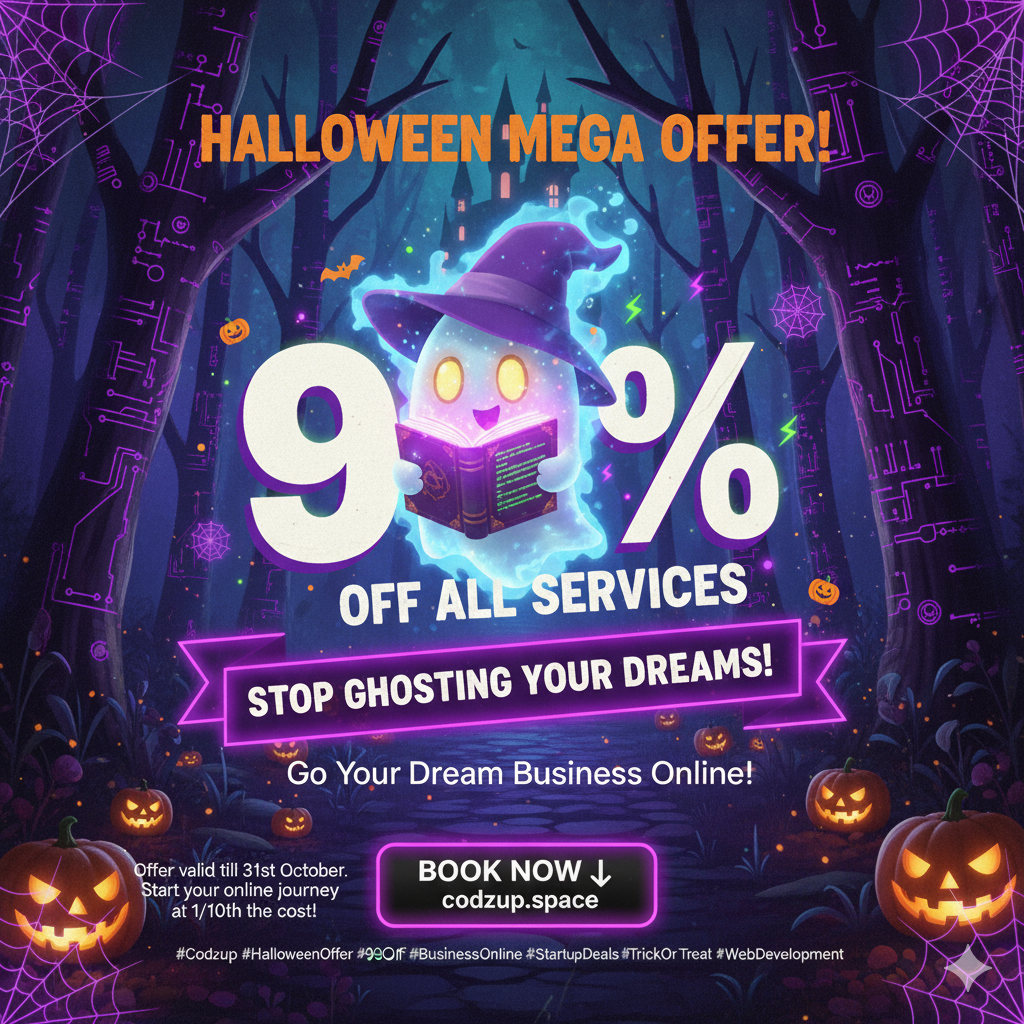 HALLOWEEN MEGA OFFER!
9 %
OFF ALL SERVICES
STOP GHOSTING YOUR DREAMS!
Go Your Dream Business Online!
Offer valid till 31st October.
Start your online journey
at 1/10th the cost!
BOOK NOW ↓
codzup.space
#Codzup #HalloweenOffer #99Off #BusinessOnline #StartupDeals #TrickOrTreat #WebDevelopment